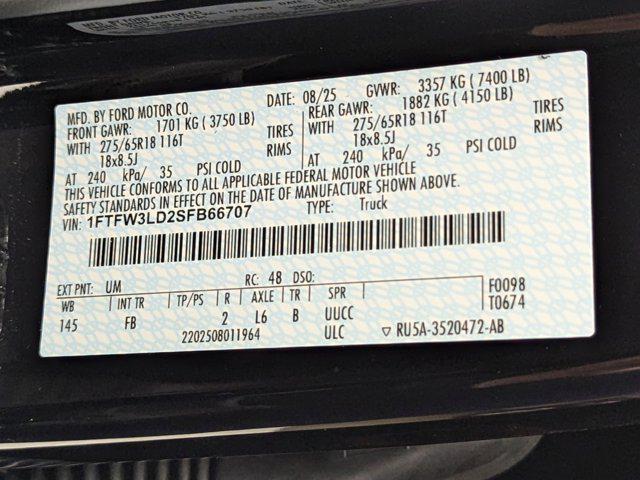 MFD. BY FORD MOTOR CO.
DATE: 08/25 GVWR: 3357 KG ( 7400 LB)
FRONT GAWR: 1701 KG ( 3750 LB) REAR GAWR: 1882 KG ( 4150 LB)
WITH 275/65R18 116T TIRES WITH 275/65R18 116T TIRES
18x8.5J RIMS 18x8.5J RIMS
AT 240 kPa/ 35 PSI COLD AT 240 kPa/ 35 PSI COLD
THIS VEHICLE CONFORMS TO ALL APPLICABLE FEDERAL MOTOR VEHICLE
SAFETY STANDARDS IN EFFECT ON THE DATE OF MANUFACTURE SHOWN ABOVE.
VIN: 1FTFW3LD2SFB66707 TYPE: Truck
EXT PNT: UM RC: 48 DSO:
WB INT TR TP/PS R AXLE TR SPR F0098
145 FB 2 L6 B UUCC T0674
2202508011964 ULC ▽ RU5A-3520472-AB